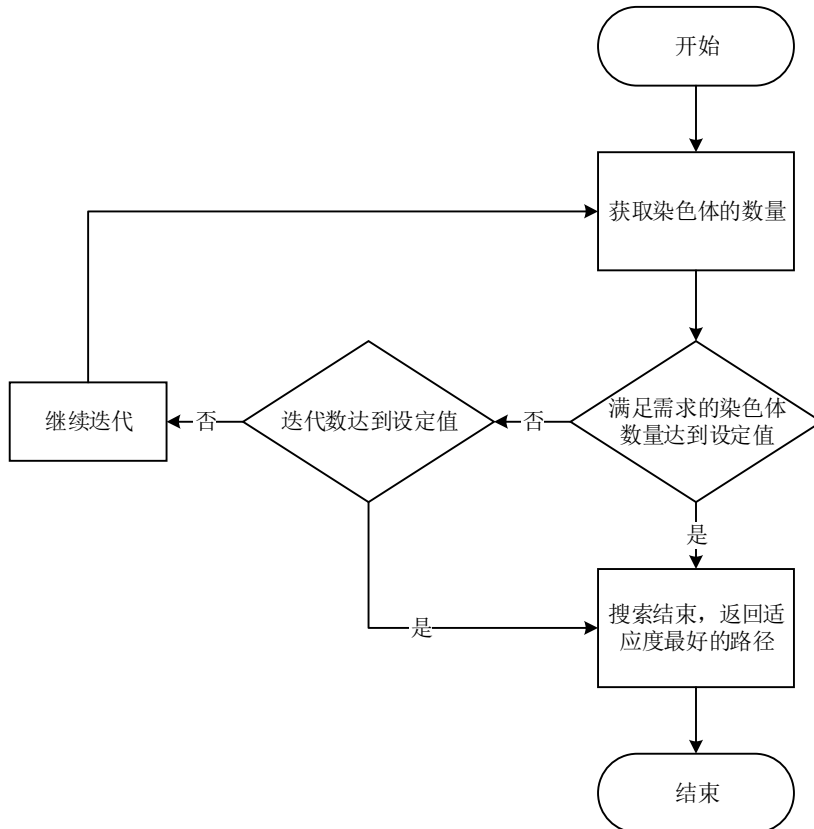 开始
获取染色体的数量
满足需求的染色体
数量达到设定值
否
迭代数达到设定值
否
继续迭代
是
是
搜索结束，返回适
应度最好的路径
结束